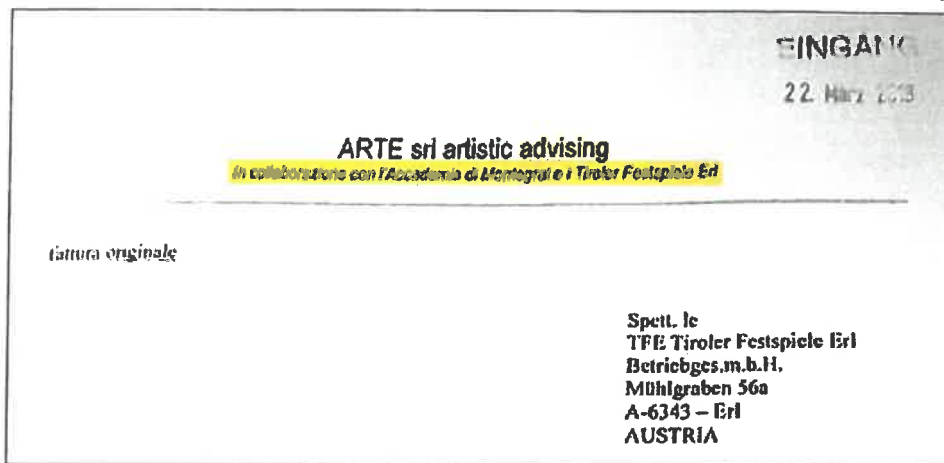 EINGANG
22. März
ARTE srl artistic advising
in collaborazione con l'Accademia di Montegral e i Tiroler Festspiele Erl
fattura originale
Spett. le
TFE Tiroler Festspiele Erl
Betriebges.m.b.H.
Mühlgraben 56a
A-6343 – Erl
AUSTRIA